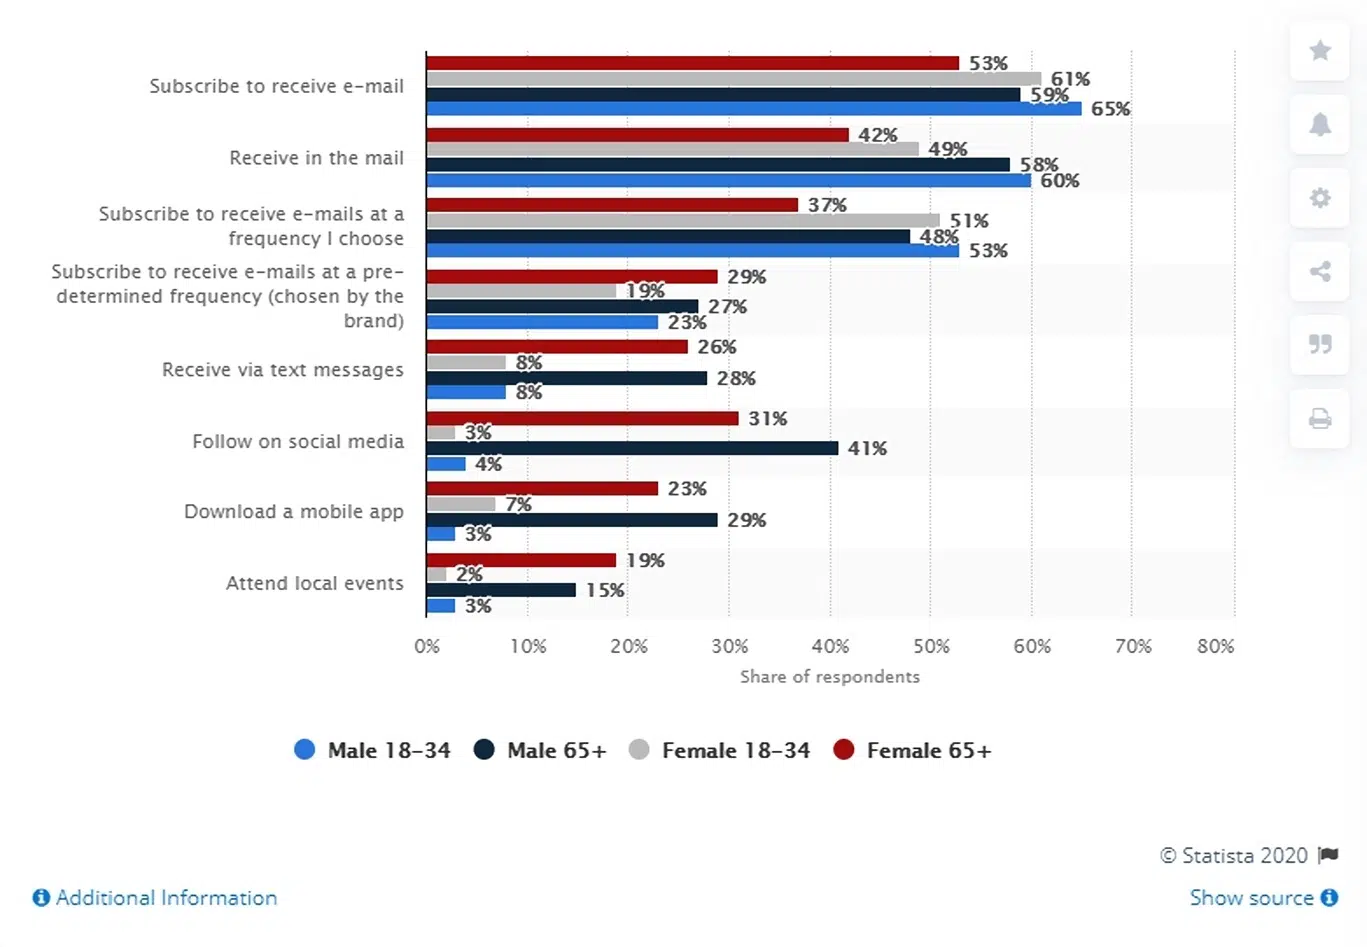 Subscribe to receive e-mail
53%
61%
59%
65%
Receive in the mail
42%
49%
58%
60%
Subscribe to receive e-mails at a
frequency I choose
37%
51%
48%
53%
Subscribe to receive e-mails at a pre-
determined frequency (chosen by the
brand)
29%
19%
27%
23%
Receive via text messages
26%
8%
28%
8%
Follow on social media
31%
3%
41%
4%
Download a mobile app
23%
7%
29%
3%
Attend local events
19%
2%
15%
3%
0% 10% 20% 30% 40% 50% 60% 70% 80%
Share of respondents
Male 18-34 Male 65+ Female 18-34 Female 65+
© Statista 2020
Additional Information
Show source